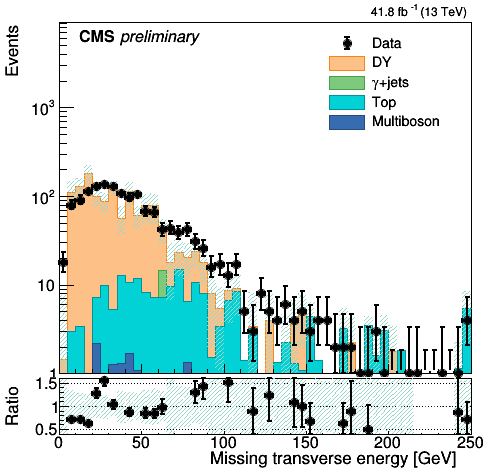 41.8 fb⁻¹ (13 TeV)
CMS preliminary
Events
Data
DY
γ+jets
Top
Multiboson
10³
10²
10
1
Ratio
1.5
1
0.5
0 50 100 150 200 250
Missing transverse energy [GeV]